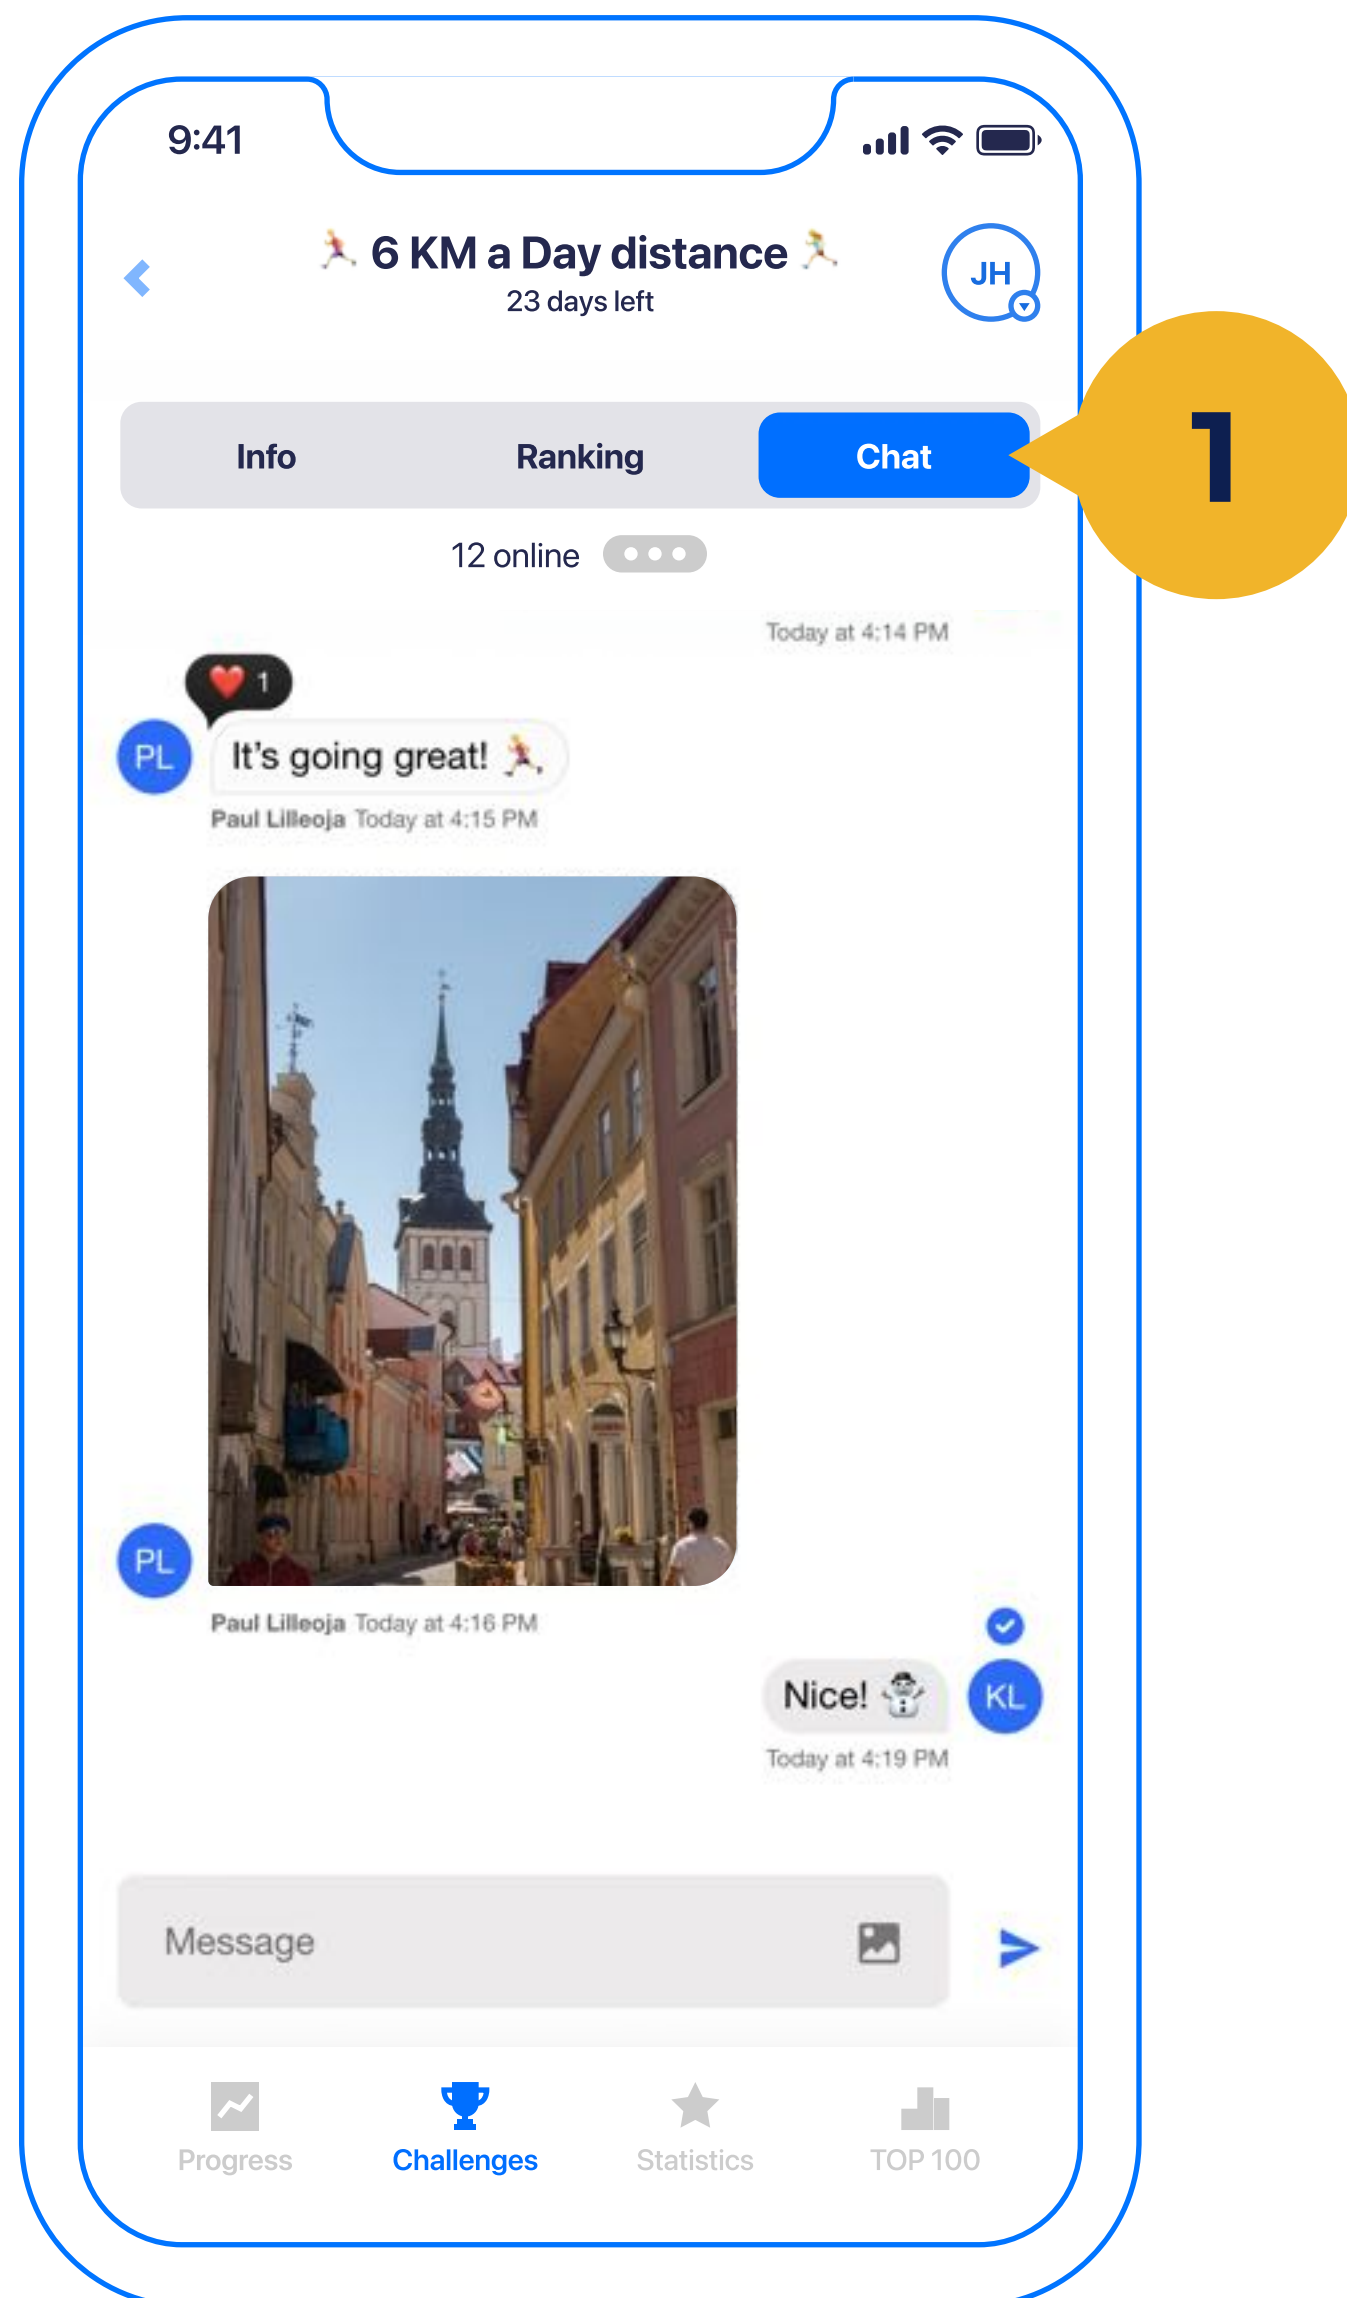 9:41
🏃 6 KM a Day distance 🏃
23 days left
JH
Info
Ranking
Chat
1
12 online
Today at 4:14 PM
❤️ 1
PL
It's going great! 🏃
Paul Lilleoja Today at 4:15 PM
PL
Paul Lilleoja Today at 4:16 PM
Nice! ☃️
KL
Today at 4:19 PM
Message
Progress
Challenges
Statistics
TOP 100